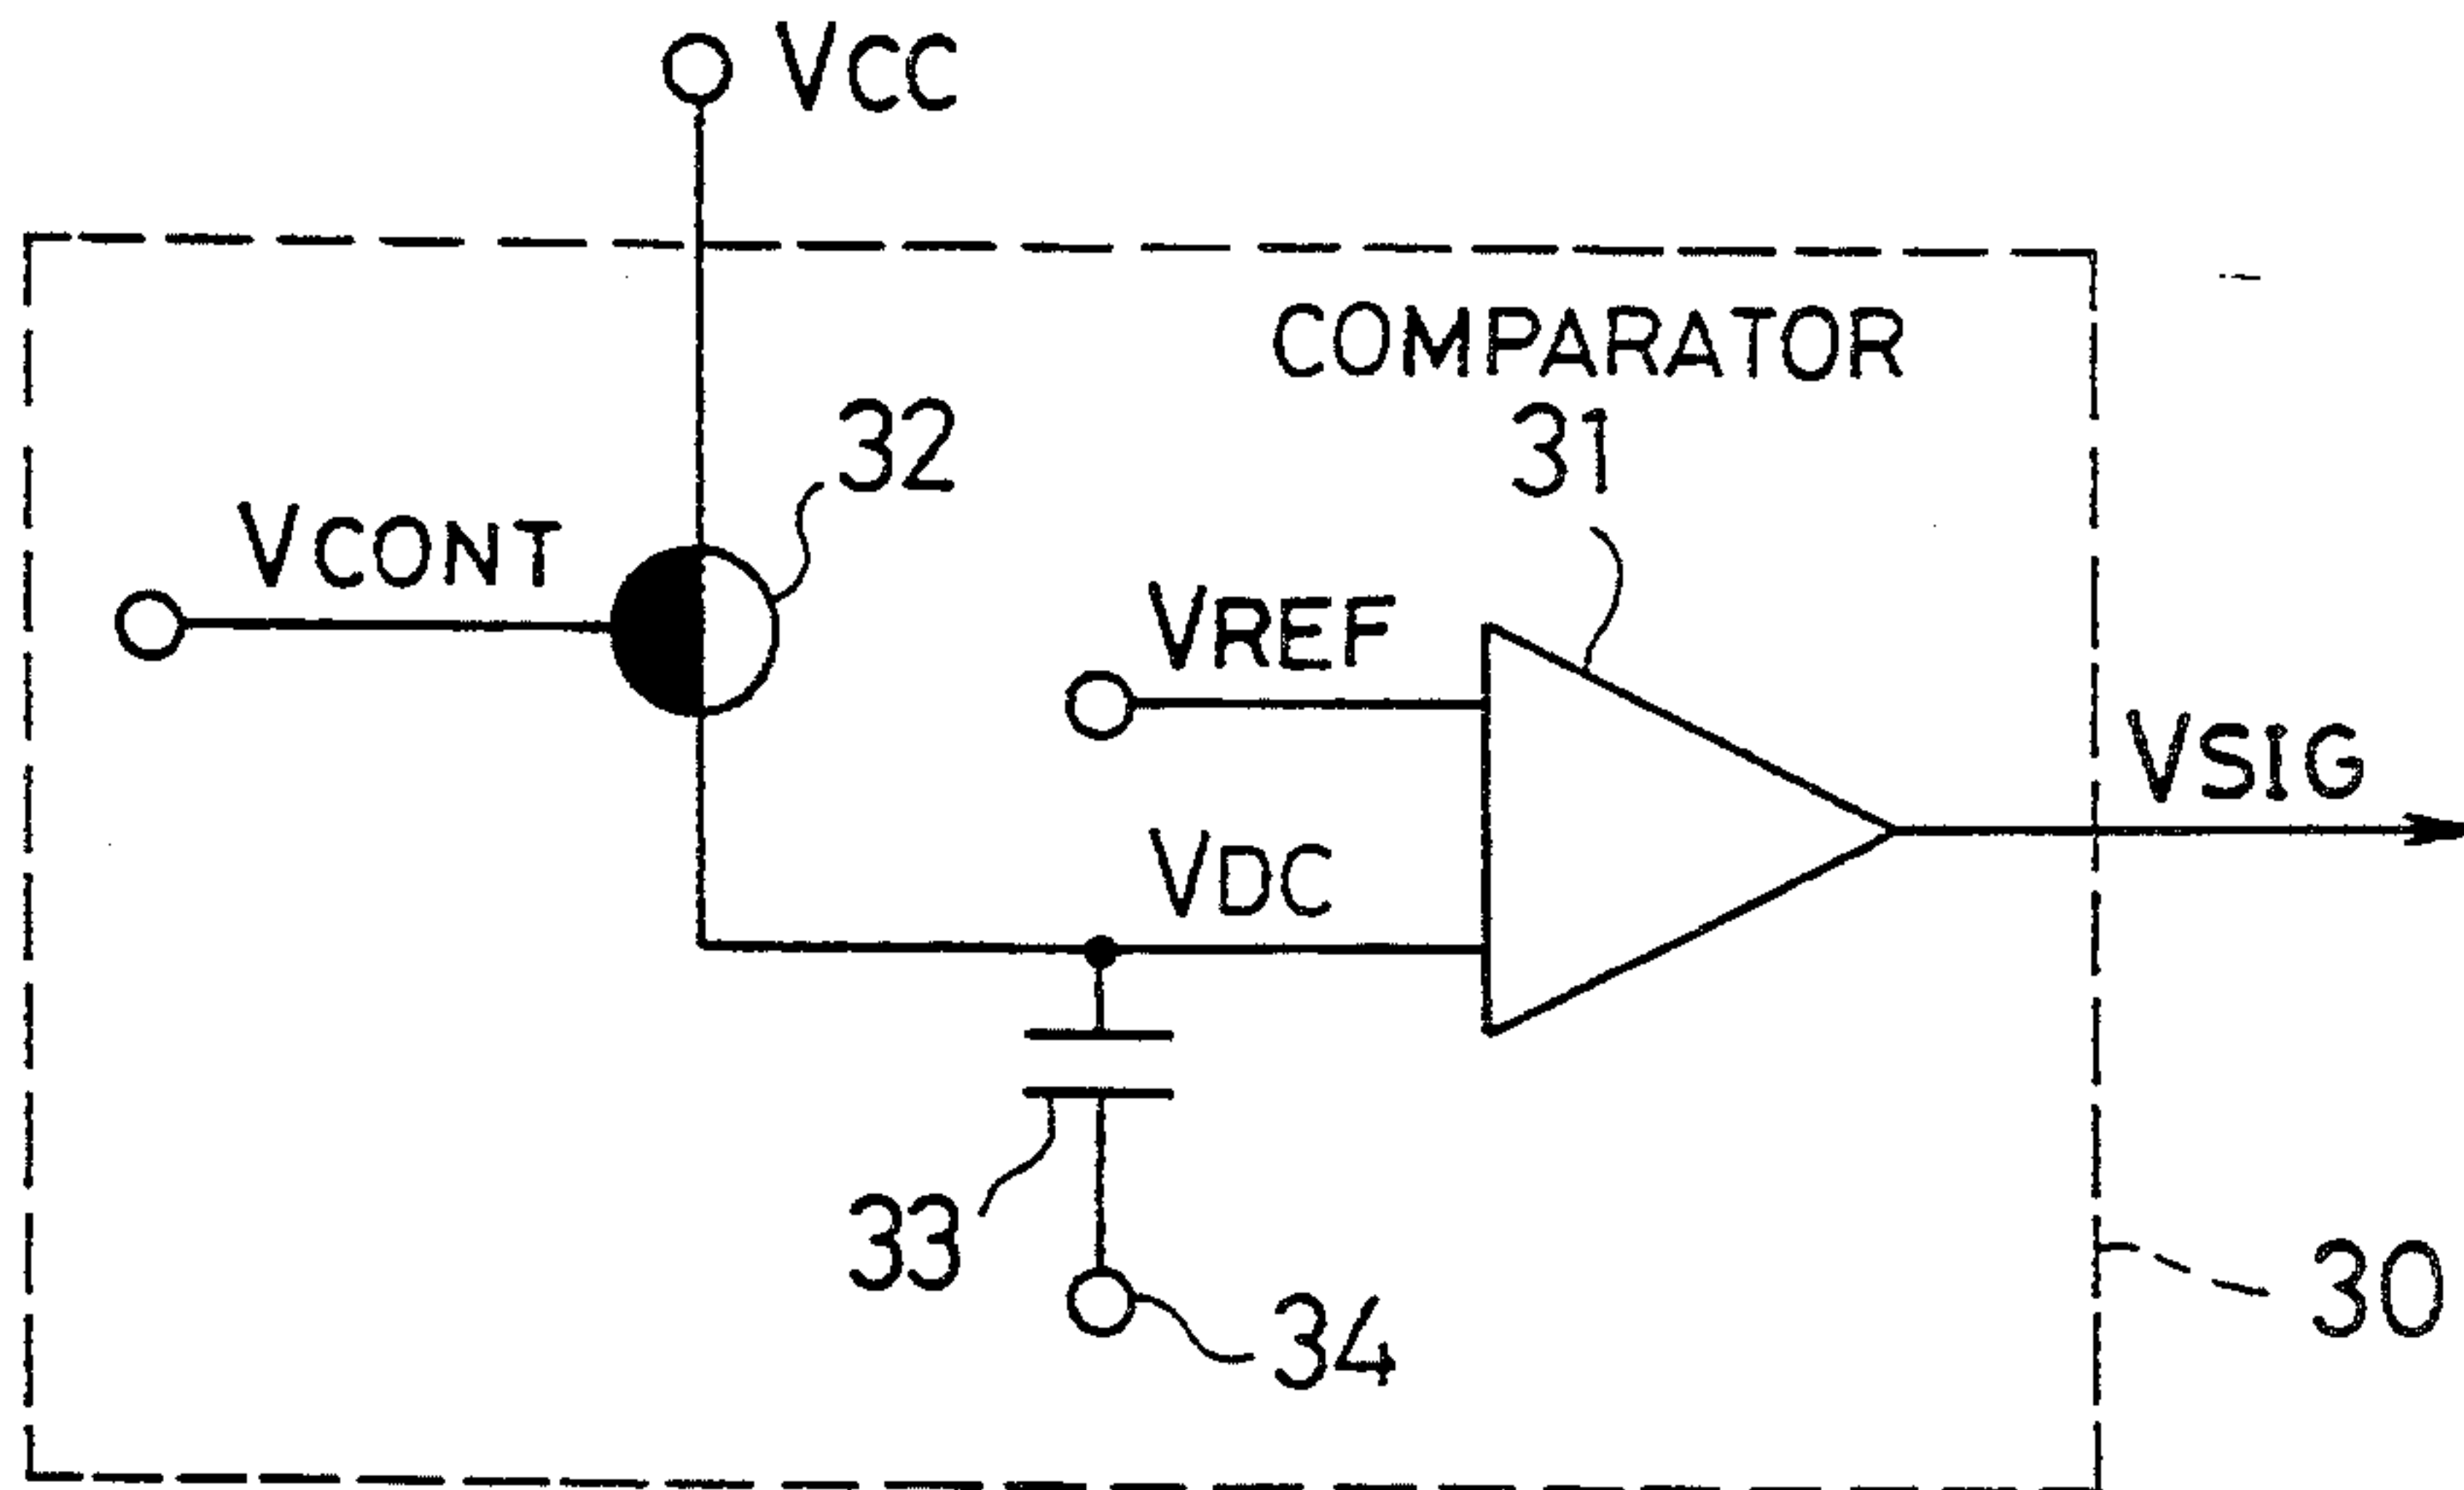 VCC
COMPARATOR
32
31
VCONT
VREF
VSIG
VDC
33
30
34